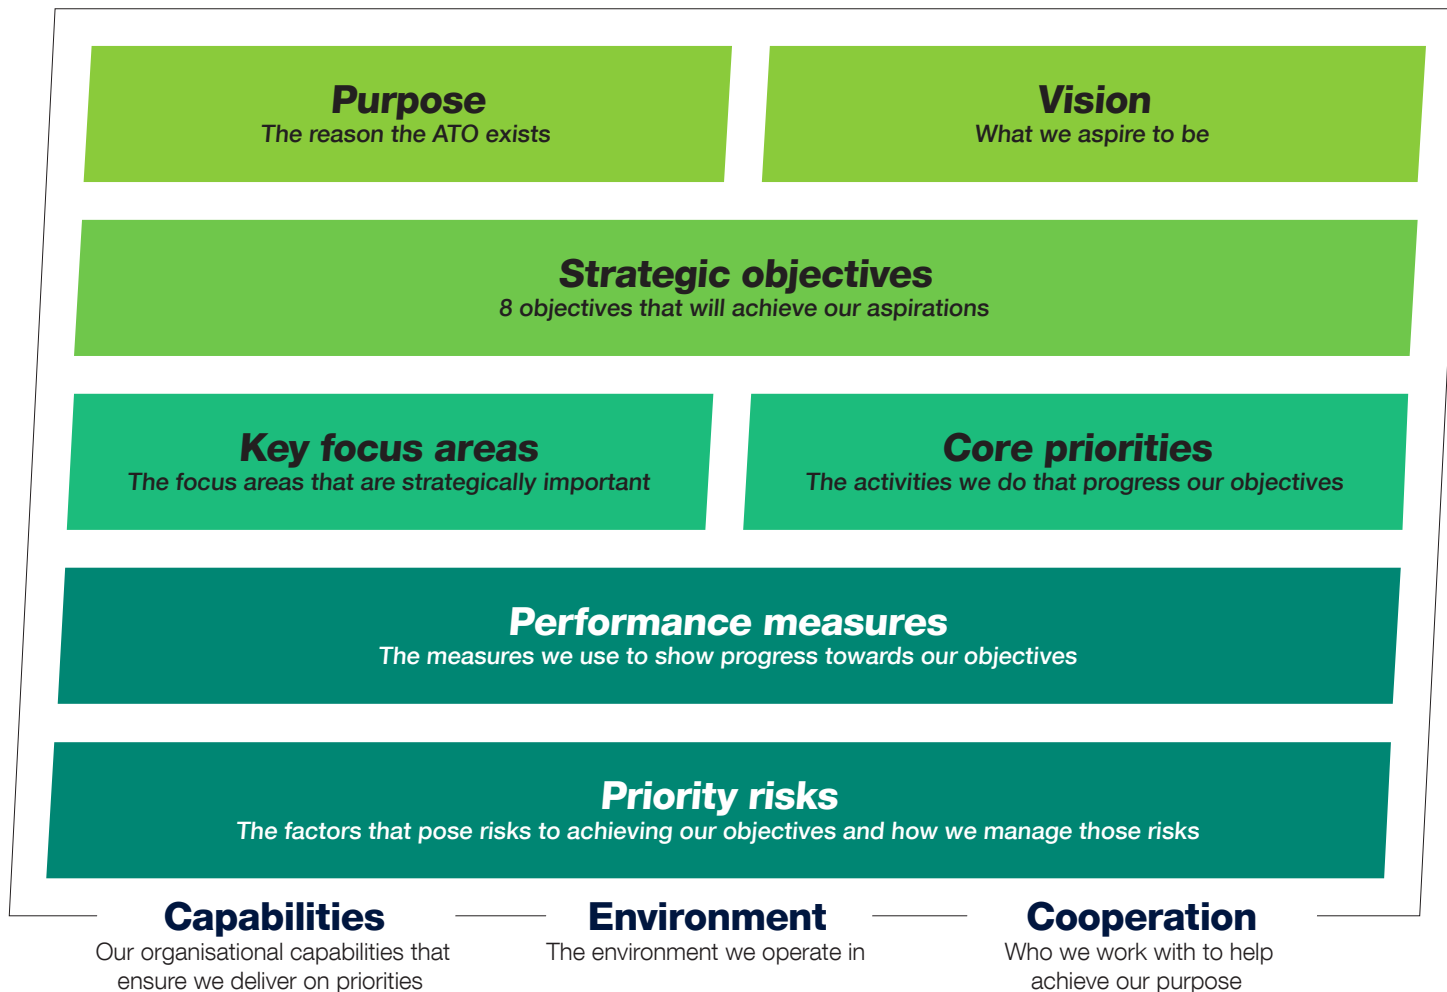 Purpose
The reason the ATO exists
Vision
What we aspire to be
Strategic objectives
8 objectives that will achieve our aspirations
Key focus areas
The focus areas that are strategically important
Core priorities
The activities we do that progress our objectives
Performance measures
The measures we use to show progress towards our objectives
Priority risks
The factors that pose risks to achieving our objectives and how we manage those risks
Capabilities
Our organisational capabilities that
ensure we deliver on priorities
Environment
The environment we operate in
Cooperation
Who we work with to help
achieve our purpose